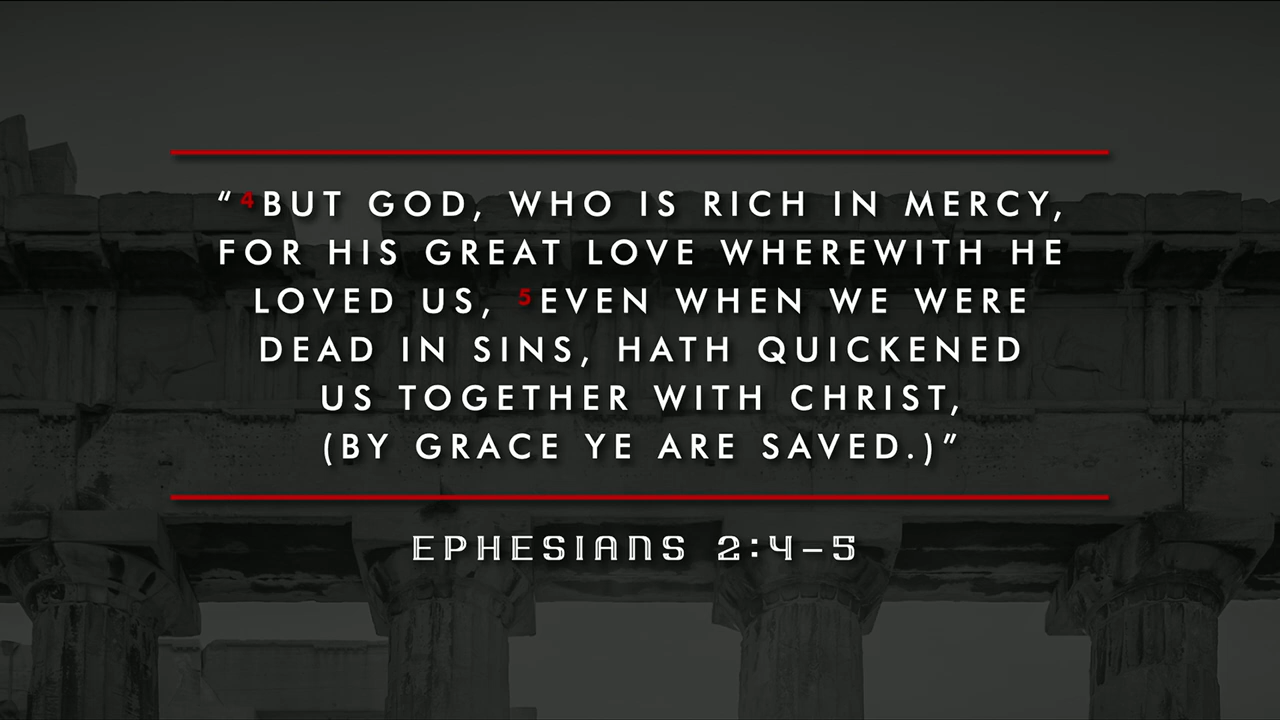 “ 4BUT GOD, WHO IS RICH IN MERCY,
FOR HIS GREAT LOVE WHEREWITH HE
LOVED US, 5EVEN WHEN WE WERE
DEAD IN SINS, HATH QUICKENED
US TOGETHER WITH CHRIST,
(BY GRACE YE ARE SAVED.)”
EPHESIANS 2:4–5